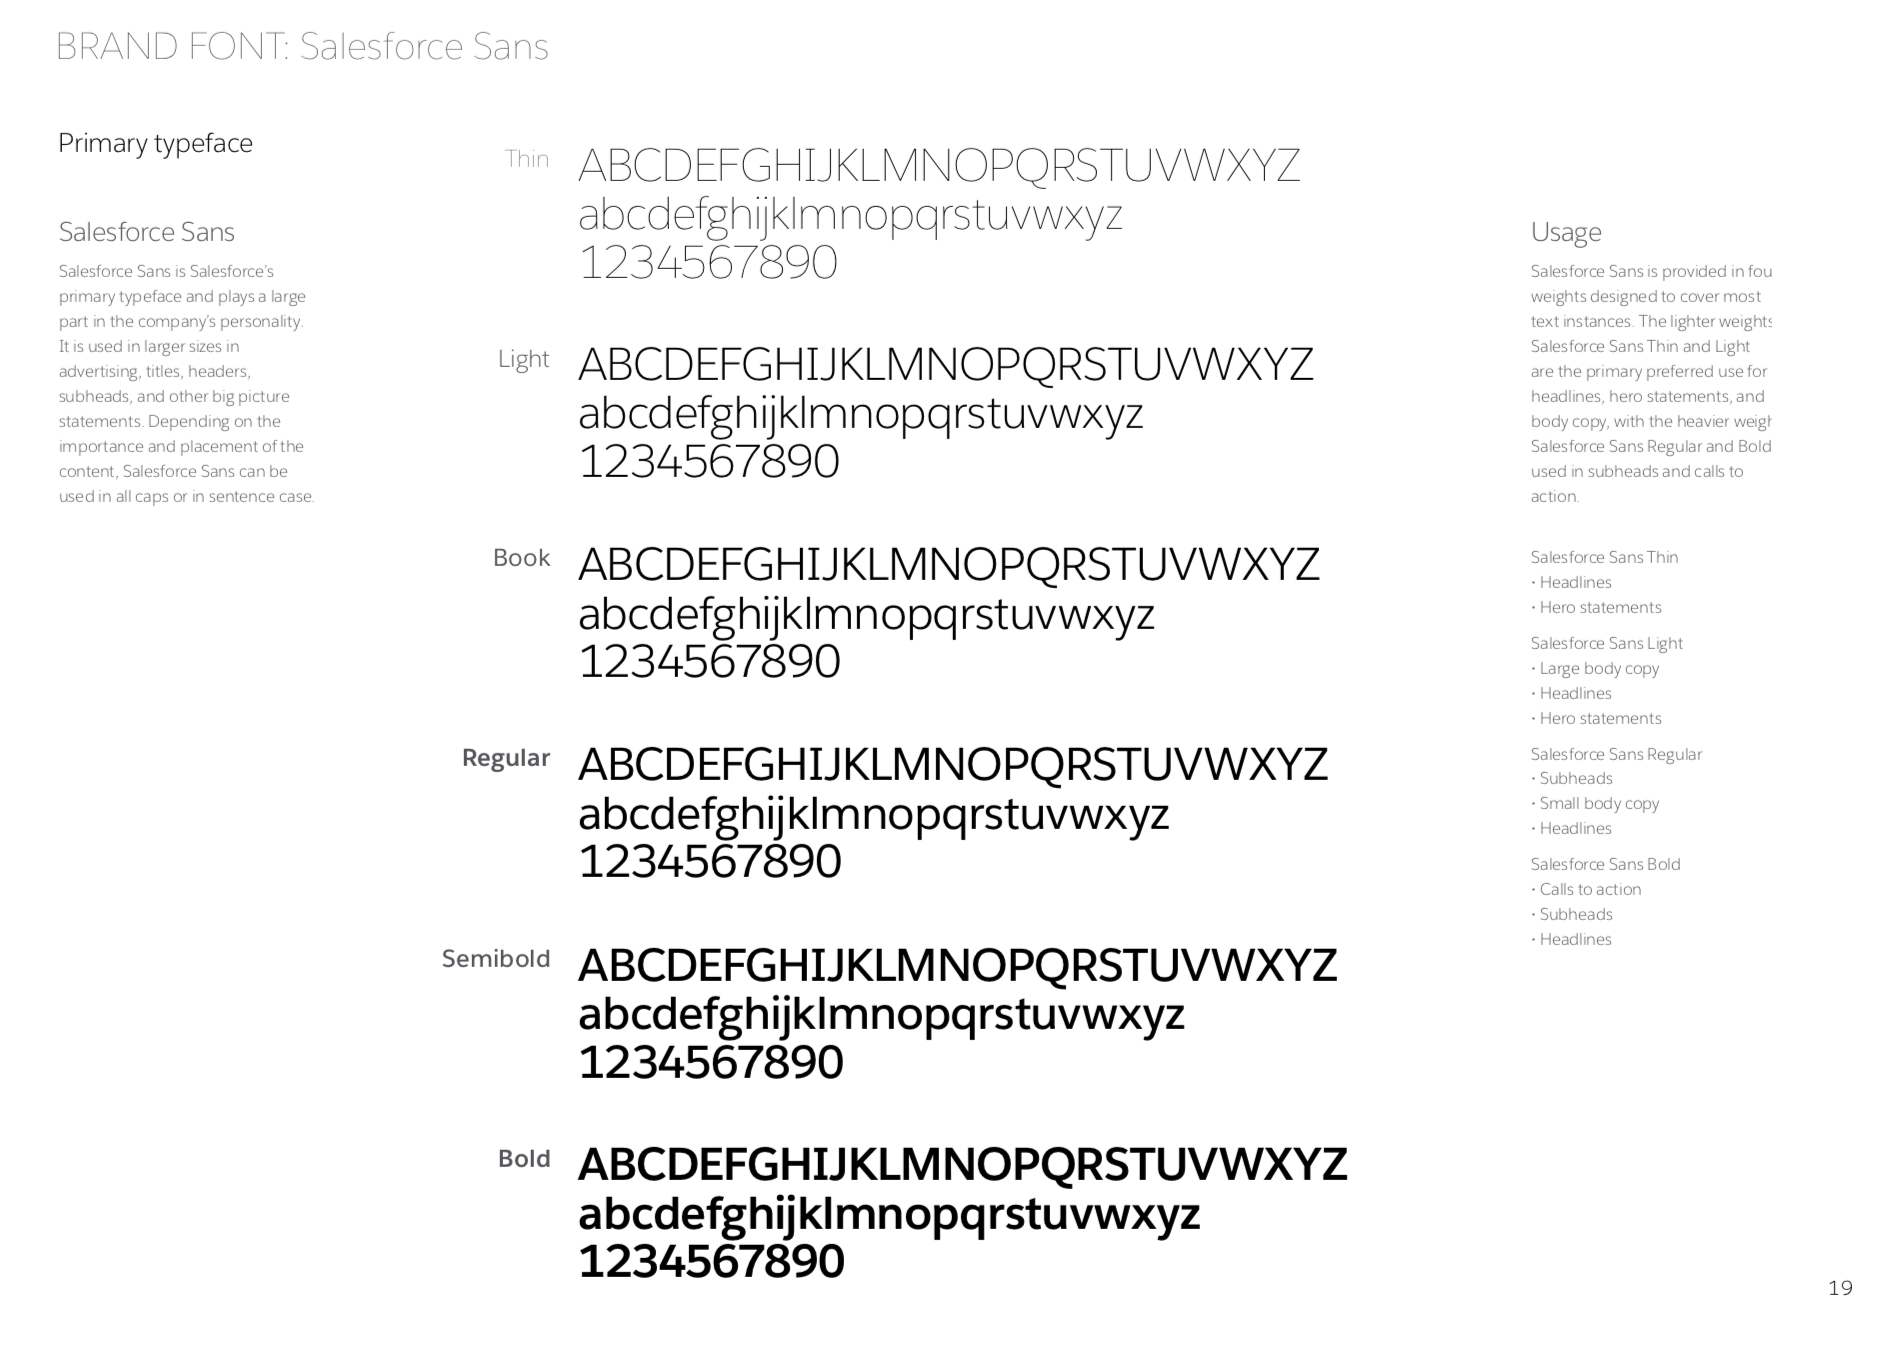 BRAND FONT: Salesforce Sans
Primary typeface
Salesforce Sans
Salesforce Sans is Salesforce's
primary typeface and plays a large
part in the company's personality.
It is used in larger sizes in
advertising, titles, headers,
subheads, and other big picture
statements. Depending on the
importance and placement of the
content, Salesforce Sans can be
used in all caps or in sentence case.
Thin
ABCDEFGHIJKLMNOPQRSTUVWXYZ
abcdefghijklmnopqrstuvwxyz
1234567890
Light
ABCDEFGHIJKLMNOPQRSTUVWXYZ
abcdefghijklmnopqrstuvwxyz
1234567890
Book
ABCDEFGHIJKLMNOPQRSTUVWXYZ
abcdefghijklmnopqrstuvwxyz
1234567890
Regular
ABCDEFGHIJKLMNOPQRSTUVWXYZ
abcdefghijklmnopqrstuvwxyz
1234567890
Semibold
ABCDEFGHIJKLMNOPQRSTUVWXYZ
abcdefghijklmnopqrstuvwxyz
1234567890
Bold
ABCDEFGHIJKLMNOPQRSTUVWXYZ
abcdefghijklmnopqrstuvwxyz
1234567890
Usage
Salesforce Sans is provided in fou
weights designed to cover most
text instances. The lighter weights
Salesforce Sans Thin and Light
are the primary preferred use for
headlines, hero statements, and
body copy, with the heavier weigh
Salesforce Sans Regular and Bold
used in subheads and calls to
action.
Salesforce Sans Thin
• Headlines
• Hero statements
Salesforce Sans Light
• Large body copy
• Headlines
• Hero statements
Salesforce Sans Regular
• Subheads
• Small body copy
• Headlines
Salesforce Sans Bold
• Calls to action
• Subheads
• Headlines
19